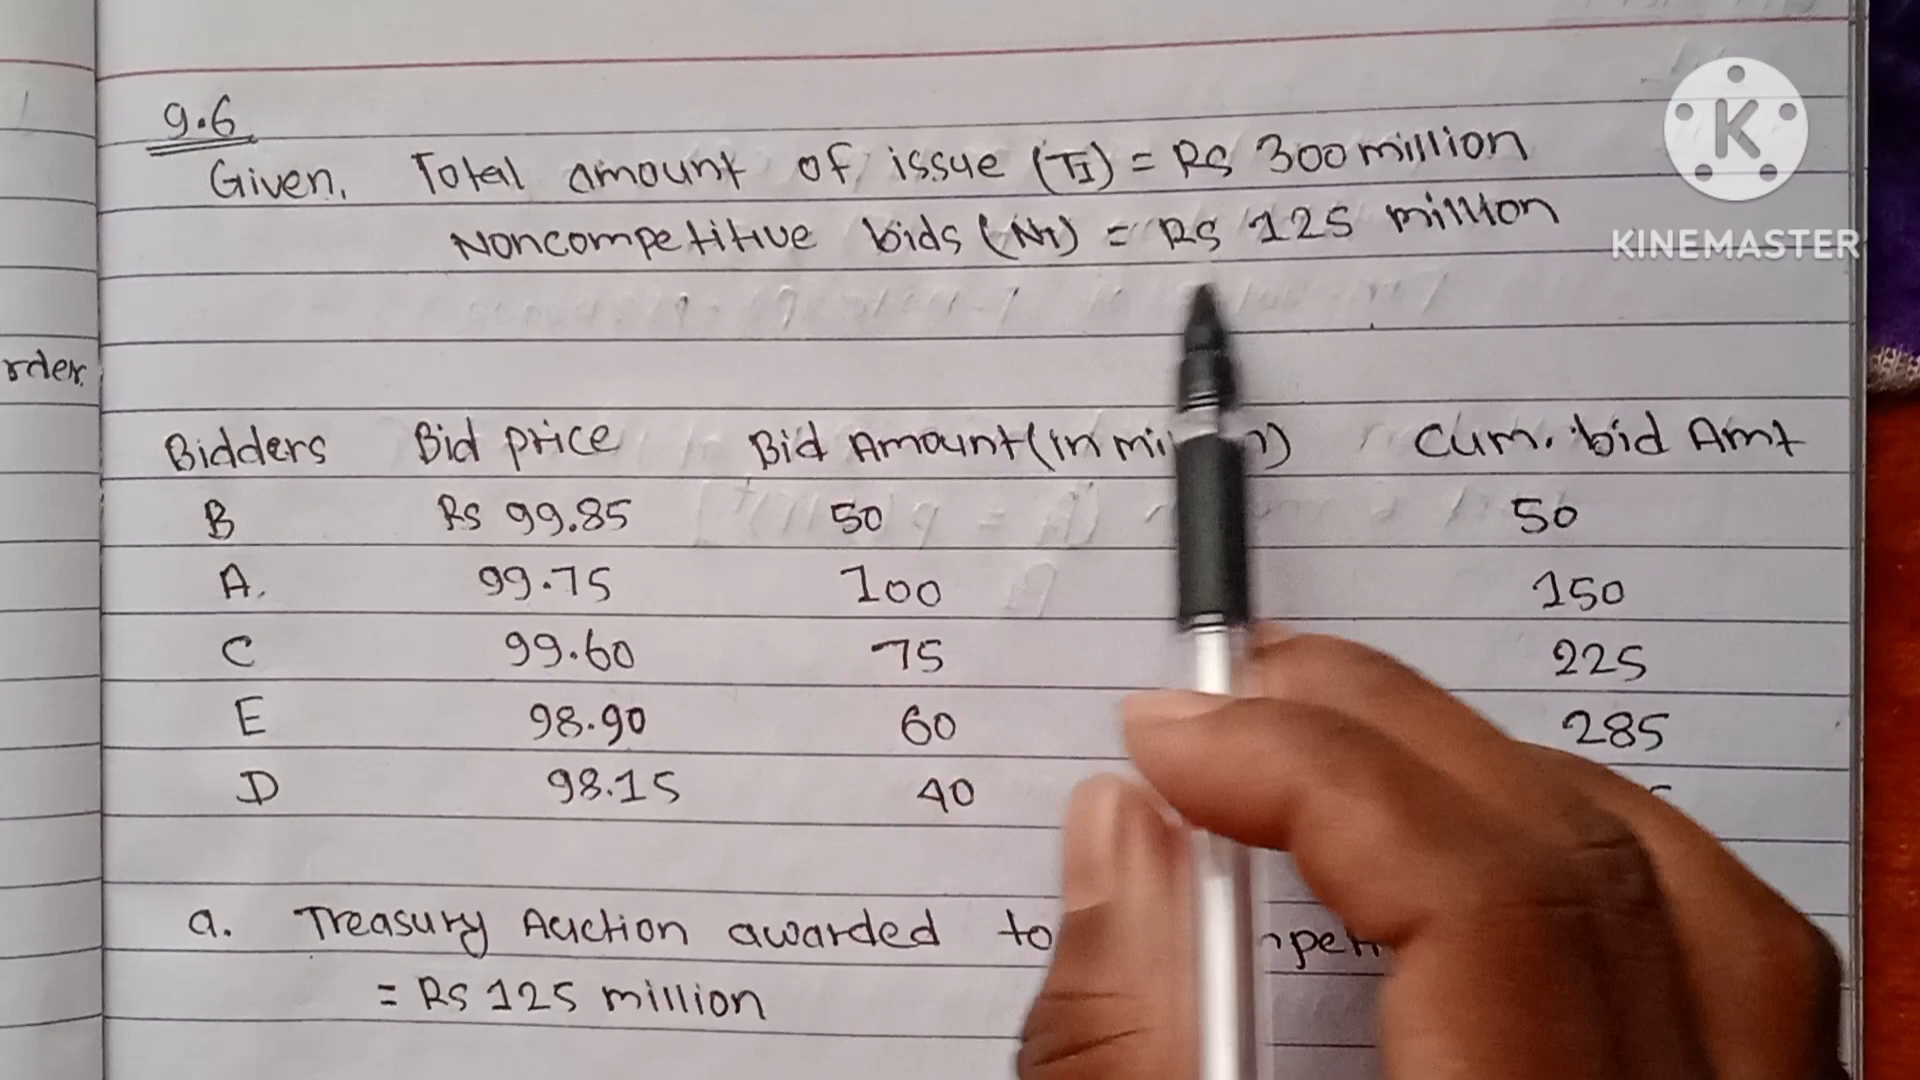 9.6
Given, Total amount of issue (TI) = Rs 300 million
Noncompetitive bids (NI) = Rs 125 million
K
KINEMASTER
rder.
Bidders Bid price Bid Amount (in mi n) Cum. bid Amt
B Rs 99.85 50 50
A. 99.75 100 150
C 99.60 75 225
E 98.90 60 285
D 98.15 40
a. Treasury Auction awarded to
= Rs 125 million